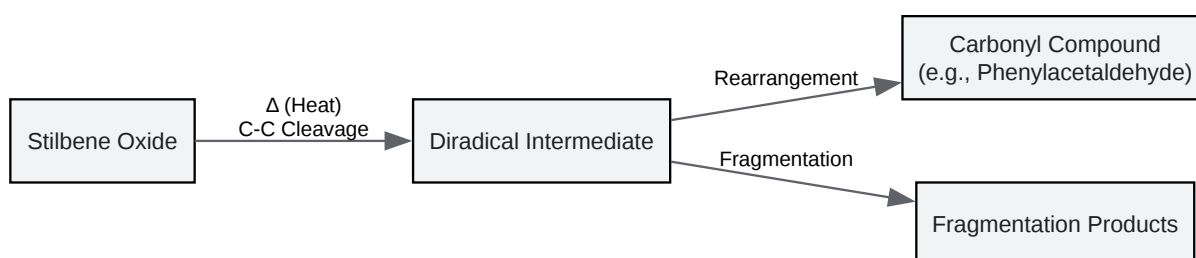 Stilbene Oxide
Δ (Heat)
C-C Cleavage
Diradical Intermediate
Rearrangement
Carbonyl Compound
(e.g., Phenylacetaldehyde)
Fragmentation
Fragmentation Products